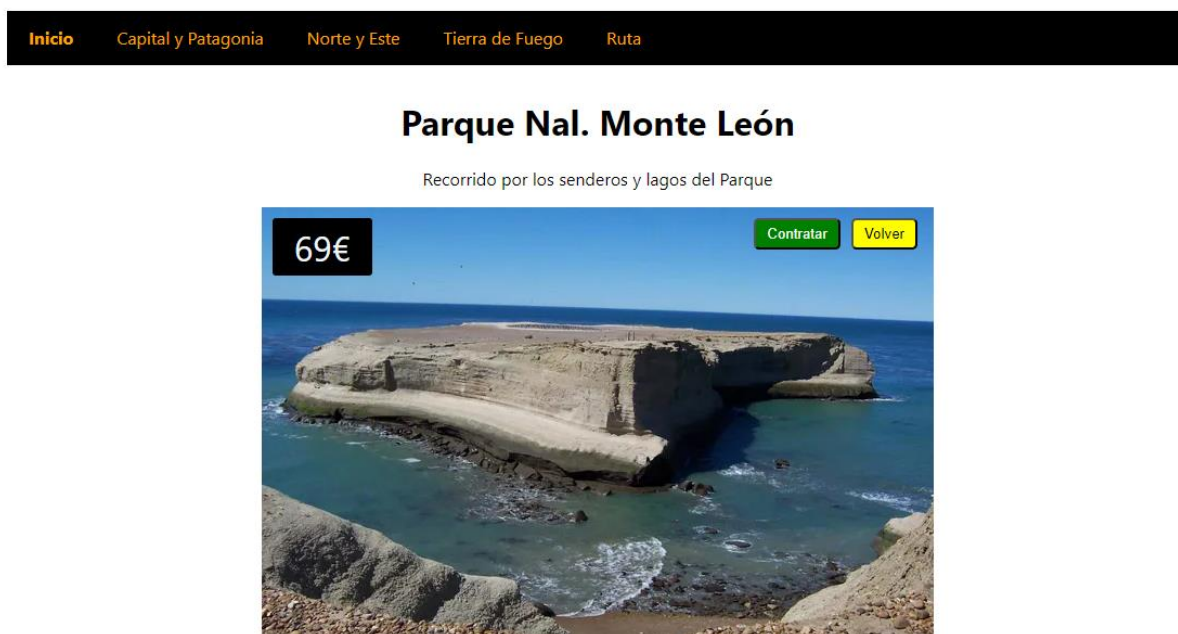 Inicio Capital y Patagonia Norte y Este Tierra de Fuego Ruta
Parque Nal. Monte León
Recorrido por los senderos y lagos del Parque
69€ Contratar Volver